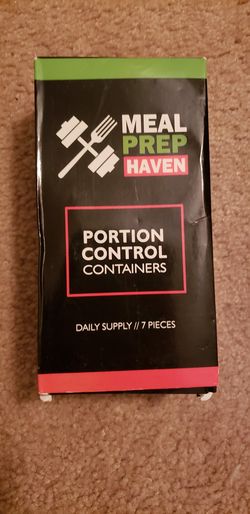 MEAL
PREP
HAVEN
PORTION
CONTROL
CONTAINERS
DAILY SUPPLY // 7 PIECES